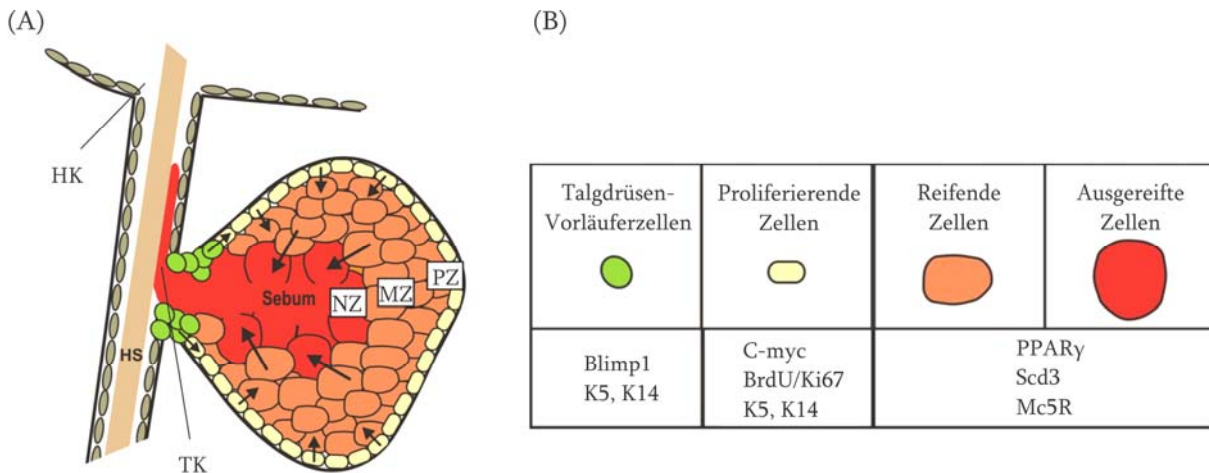 (A)
(B)
HK
PZ
MZ
NZ
Sebum
HS
TK
Talgdrüsen-
Vorläuferzellen
Proliferierende
Zellen
Reifende
Zellen
Ausgereifte
Zellen
Blimp1
K5, K14
C-myc
BrdU/Ki67
K5, K14
PPARγ
Scd3
Mc5R